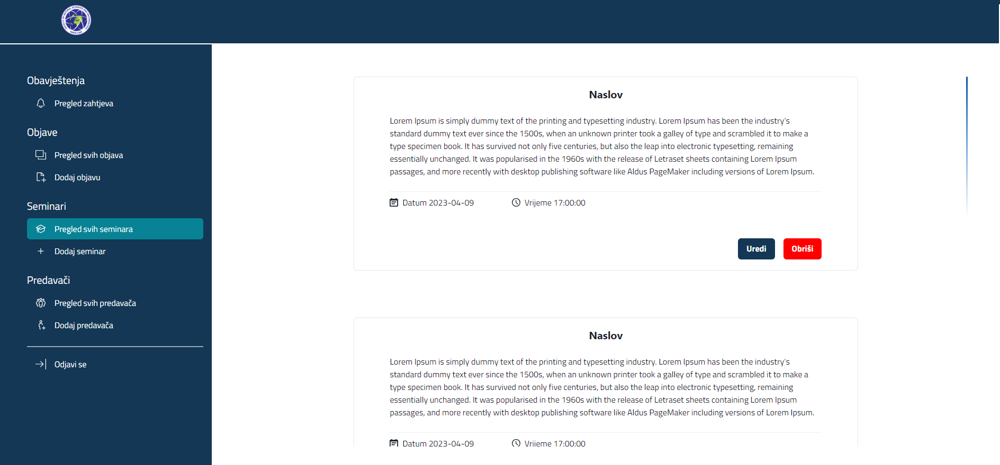 Obavještenja
Pregled zahtjeva
Objave
Pregled svih objava
Dodaj objavu
Seminari
Pregled svih seminara
Dodaj seminar
Predavači
Pregled svih predavača
Dodaj predavača
Odjavi se
Naslov
Lorem Ipsum is simply dummy text of the printing and typesetting industry. Lorem Ipsum has been the industry's
standard dummy text ever since the 1500s, when an unknown printer took a galley of type and scrambled it to make a
type specimen book. It has survived not only five centuries, but also the leap into electronic typesetting, remaining
essentially unchanged. It was popularised in the 1960s with the release of Letraset sheets containing Lorem Ipsum
passages, and more recently with desktop publishing software like Aldus PageMaker including versions of Lorem Ipsum.
Datum 2023-04-09 Vrijeme 17:00:00
Uredi Obriši
Naslov
Lorem Ipsum is simply dummy text of the printing and typesetting industry. Lorem Ipsum has been the industry's
standard dummy text ever since the 1500s, when an unknown printer took a galley of type and scrambled it to make a
type specimen book. It has survived not only five centuries, but also the leap into electronic typesetting, remaining
essentially unchanged. It was popularised in the 1960s with the release of Letraset sheets containing Lorem Ipsum
passages, and more recently with desktop publishing software like Aldus PageMaker including versions of Lorem Ipsum.
Datum 2023-04-09 Vrijeme 17:00:00